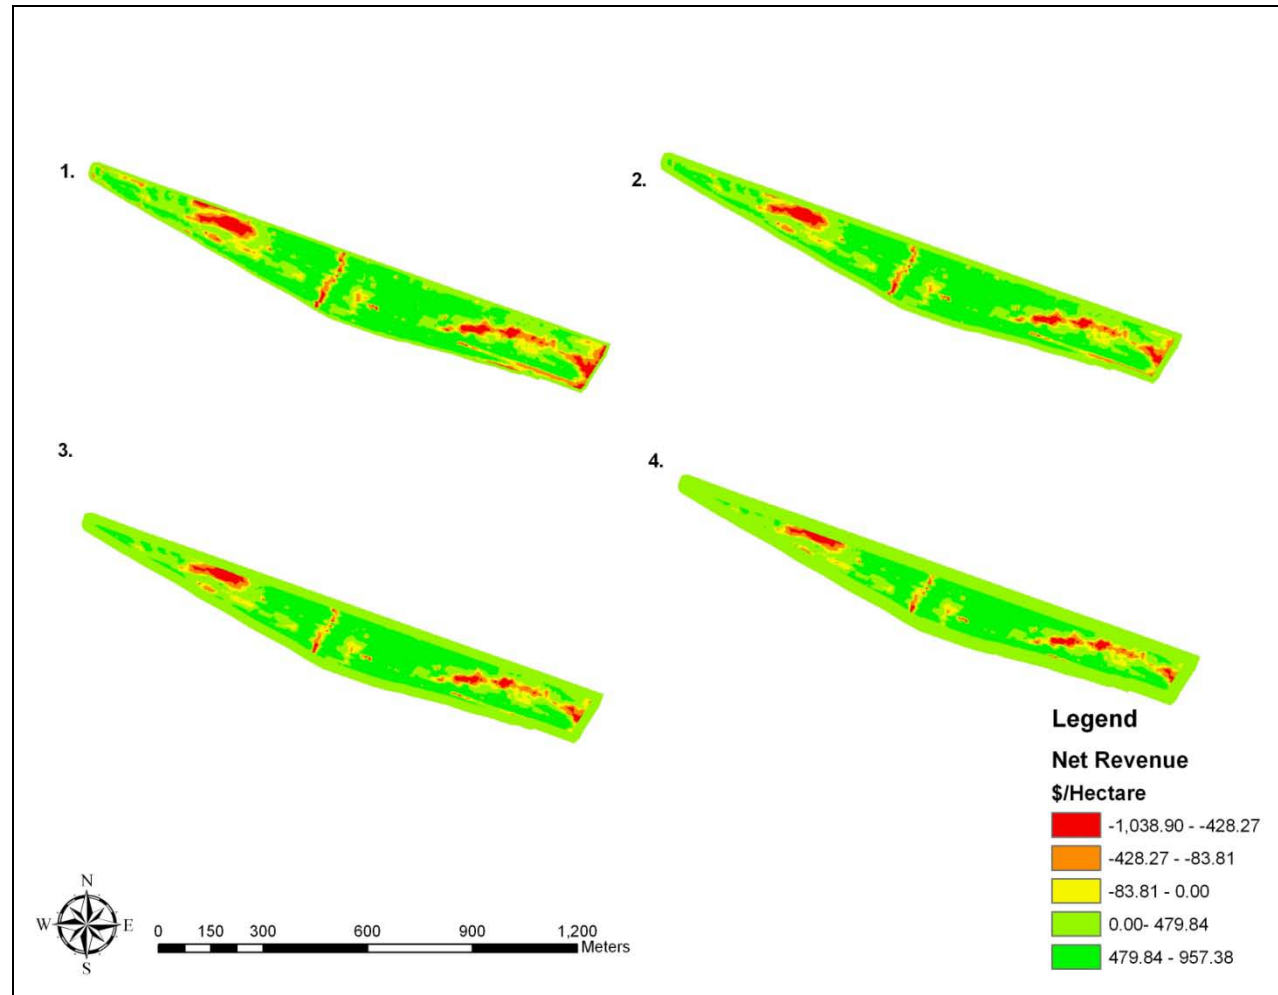 1.
2.
3.
4.
Legend
Net Revenue
$/Hectare
-1,038.90 - -428.27
-428.27 - -83.81
-83.81 - 0.00
0.00- 479.84
479.84 - 957.38
N
W E
S
0 150 300 600 900 1,200
Meters